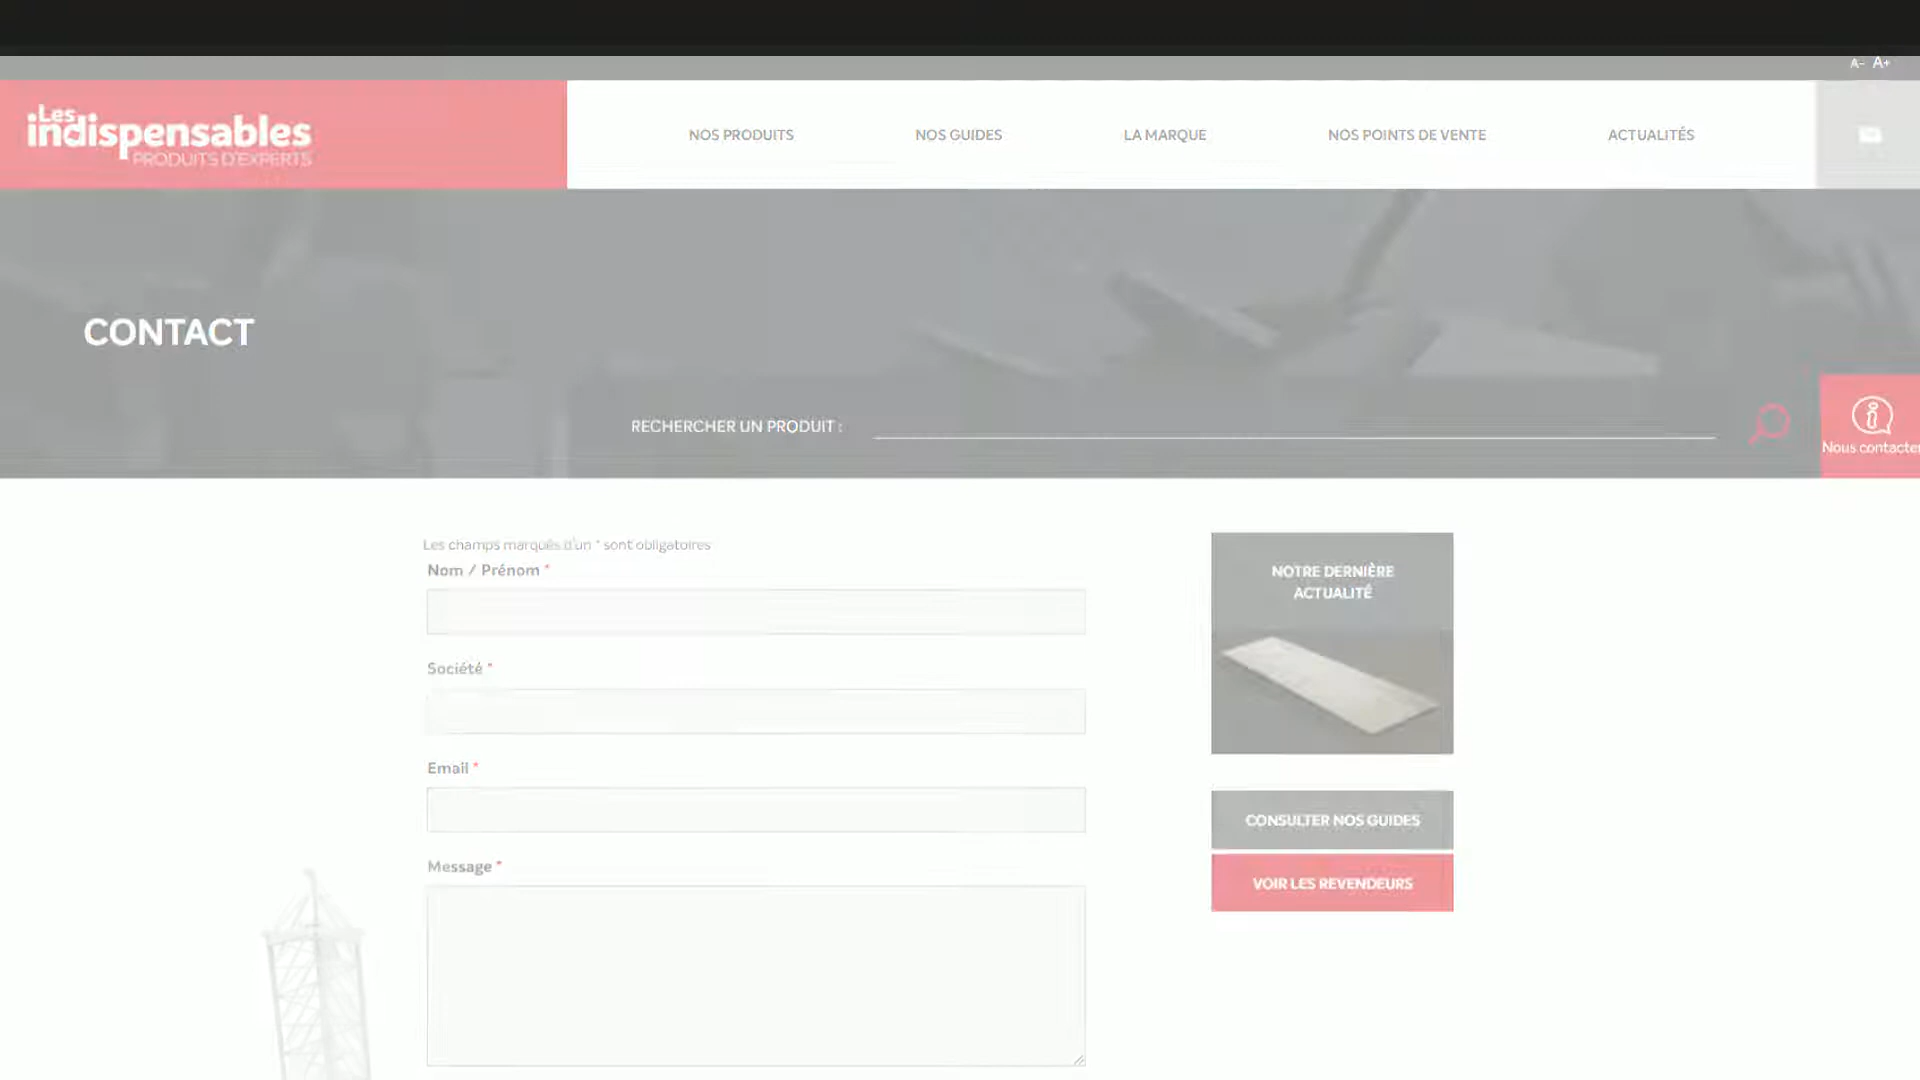 A- A+
Les
indispensables
PRODUITS D'EXPERTS
NOS PRODUITS
NOS GUIDES
LA MARQUE
NOS POINTS DE VENTE
ACTUALITÉS
CONTACT
RECHERCHER UN PRODUIT :
Nous contacter
Les champs marqués d'un * sont obligatoires
Nom / Prénom *
Société *
Email *
Message *
NOTRE DERNIÈRE
ACTUALITÉ
CONSULTER NOS GUIDES
VOIR LES REVENDEURS